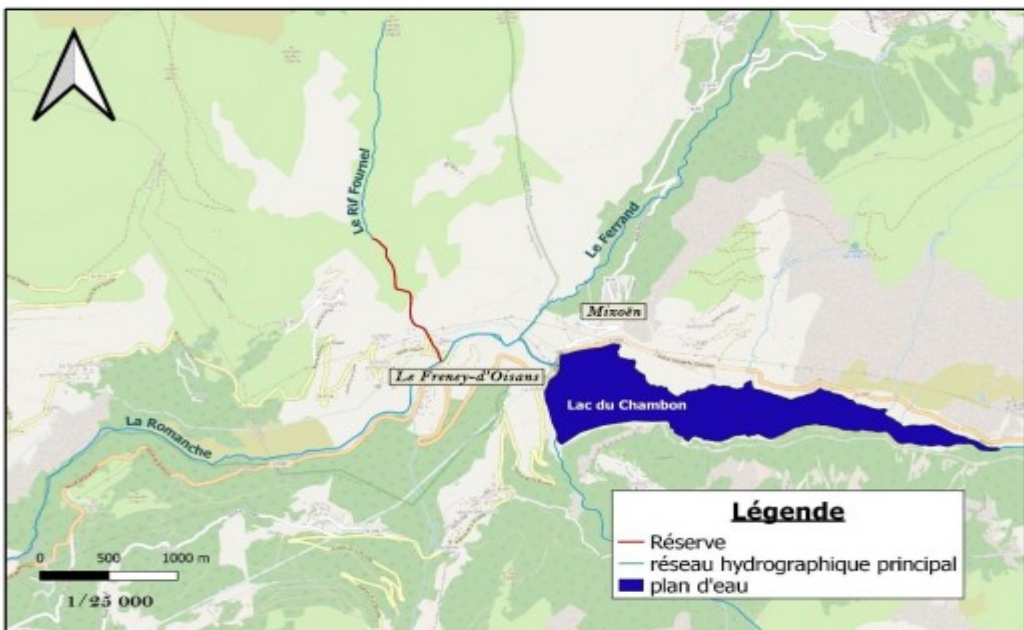 Le Rif Fournel
Le Ferrand
Mizoën
Le Freney-d'Oisans
Lac du Chambon
La Romanche
Légende
Réserve
réseau hydrographique principal
plan d'eau
0 500 1000 m
1/25 000